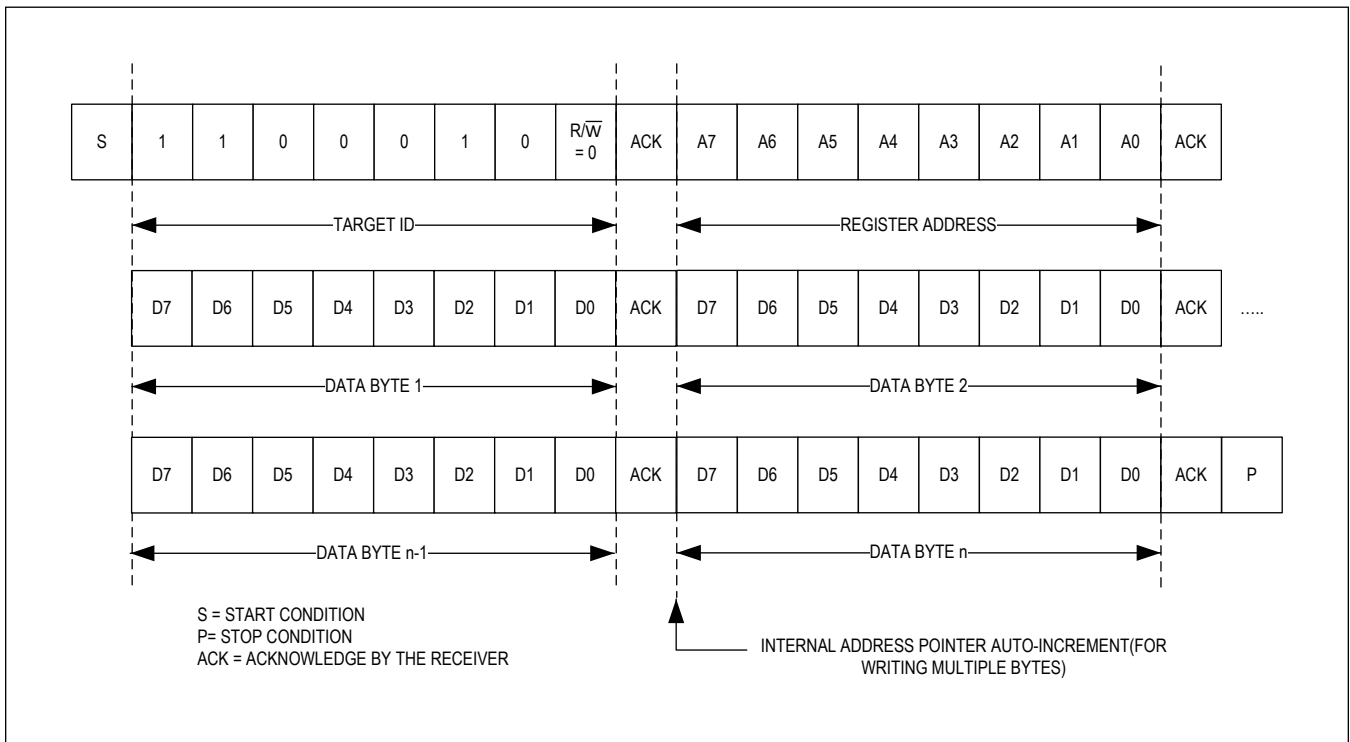 S 1 1 0 0 0 1 0 R/W̅ = 0 ACK A7 A6 A5 A4 A3 A2 A1 A0 ACK
TARGET ID REGISTER ADDRESS
D7 D6 D5 D4 D3 D2 D1 D0 ACK D7 D6 D5 D4 D3 D2 D1 D0 ACK .....
DATA BYTE 1 DATA BYTE 2
D7 D6 D5 D4 D3 D2 D1 D0 ACK D7 D6 D5 D4 D3 D2 D1 D0 ACK P
DATA BYTE n-1 DATA BYTE n
S = START CONDITION
P= STOP CONDITION
ACK = ACKNOWLEDGE BY THE RECEIVER
INTERNAL ADDRESS POINTER AUTO-INCREMENT(FOR
WRITING MULTIPLE BYTES)